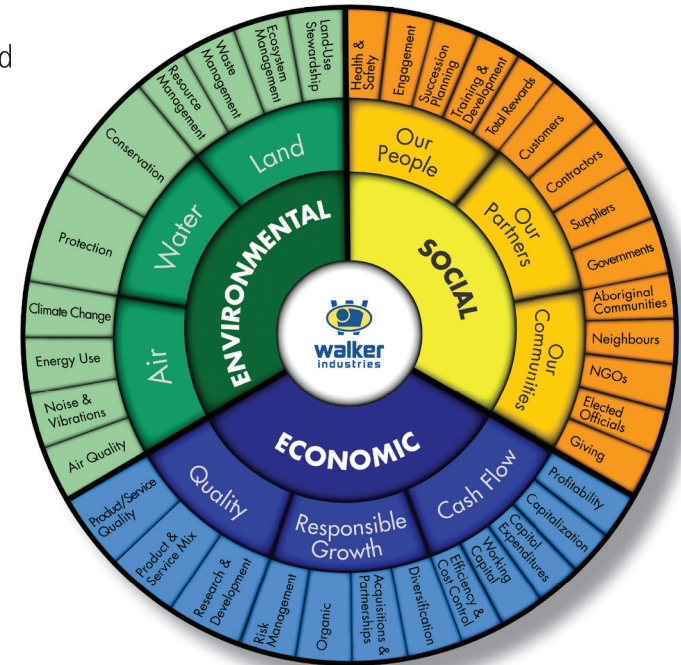 d
walker
industries
ENVIRONMENTAL
SOCIAL
ECONOMIC
Land
Water
Air
Our
People
Our
Partners
Our
Communities
Cash Flow
Responsible
Growth
Quality
Land-Use
Stewardship
Ecosystem
Management
Waste
Management
Resource
Management
Conservation
Protection
Climate Change
Energy Use
Noise &
Vibrations
Air Quality
Health &
Safety
Engagement
Succession
Planning
Training &
Development
Total Rewards
Customers
Contractors
Suppliers
Governments
Aboriginal
Communities
Neighbours
NGOs
Elected
Officials
Giving
Profitability
Capitalization
Capital
Expenditures
Working
Capital
Efficiency &
Cost Control
Diversification
Acquisitions &
Partnerships
Organic
Risk
Management
Research &
Development
Product &
Service Mix
Product/Service
Quality